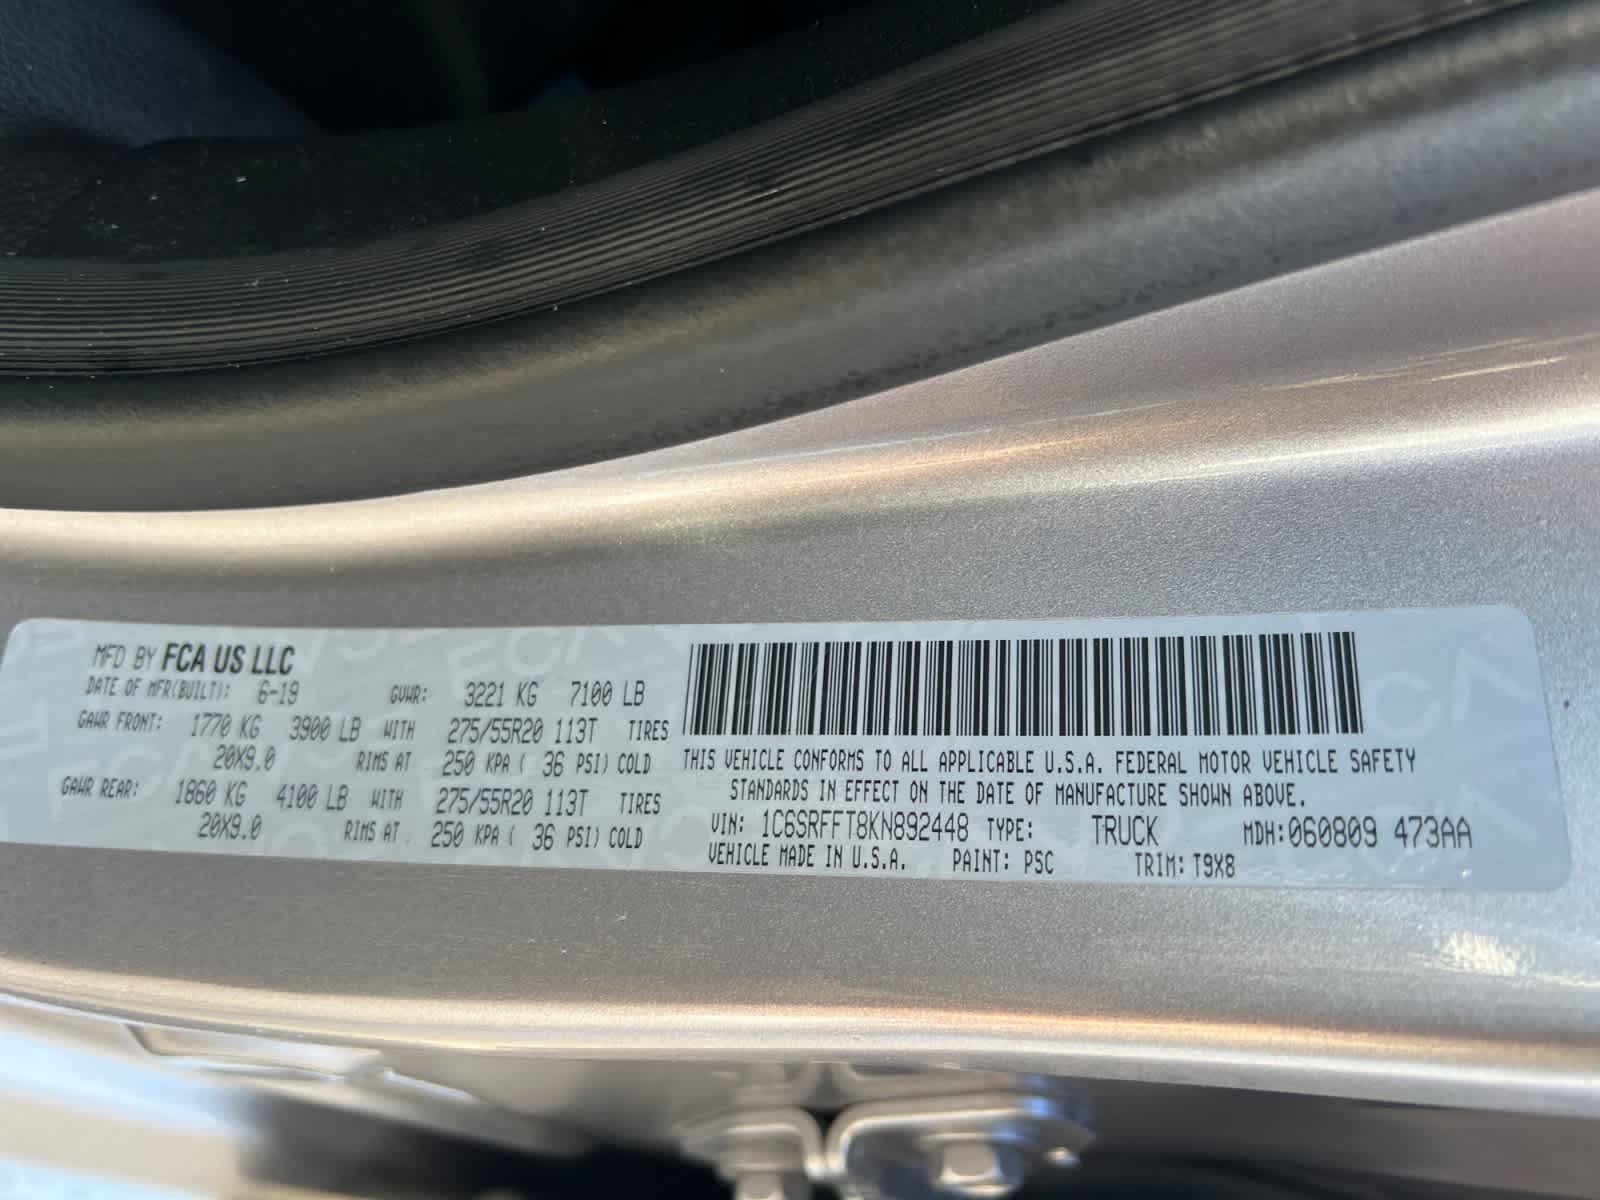 MFD BY FCA US LLC
DATE OF MFR(BUILT): 6-19 GVWR: 3221 KG 7100 LB
GAWR FRONT: 1770 KG 3900 LB WITH 275/55R20 113T TIRES
20X9.0 RIMS AT 250 KPA ( 36 PSI) COLD
GAWR REAR: 1860 KG 4100 LB WITH 275/55R20 113T TIRES
20X9.0 RIMS AT 250 KPA ( 36 PSI) COLD
THIS VEHICLE CONFORMS TO ALL APPLICABLE U.S.A. FEDERAL MOTOR VEHICLE SAFETY
STANDARDS IN EFFECT ON THE DATE OF MANUFACTURE SHOWN ABOVE.
VIN: 1C6SRFFT8KN892448 TYPE: TRUCK MDH:060809 473AA
VEHICLE MADE IN U.S.A. PAINT: PSC TRIM: T9X8